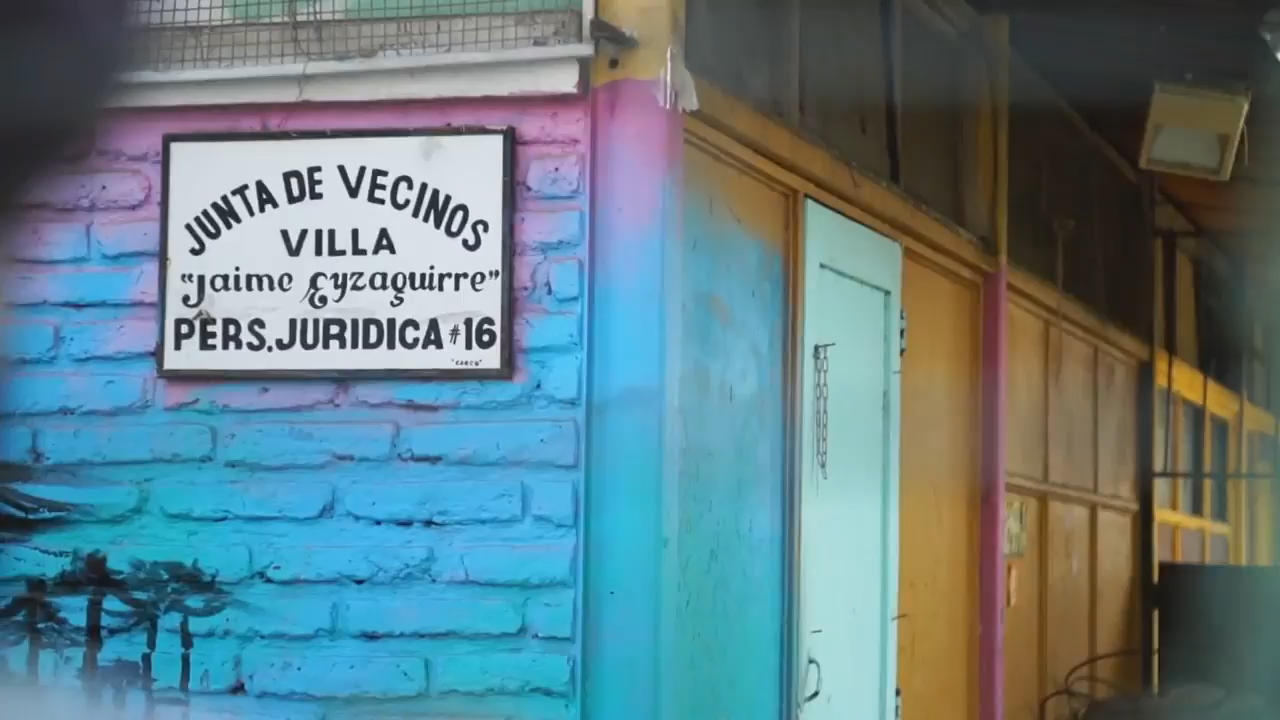 JUNTA DE VECINOS
VILLA
"Jaime Eyzaguirre"
PERS. JURIDICA #16